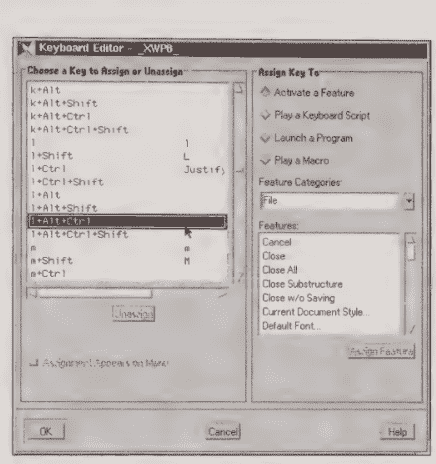 Keyboard Editor - _XWP6_
Choose a Key to Assign or Unassign
k+Alt
k+Alt+Shift
k+Alt+Ctrl
k+Alt+Ctrl+Shift
l l
l+Shift L
l+Ctrl Justify
l+Ctrl+Shift
l+Alt
l+Alt+Shift
l+Alt+Ctrl
l+Alt+Ctrl+Shift
m m
m+Shift M
m+Ctrl
Unassign
Assignment Appears on Menu
Assign Key To
Activate a Feature
Play a Keyboard Script
Launch a Program
Play a Macro
Feature Categories:
File
Features:
Cancel
Close
Close All
Close Substructure
Close w/o Saving
Current Document Style...
Default Font...
Assign Feature
OK
Cancel
Help